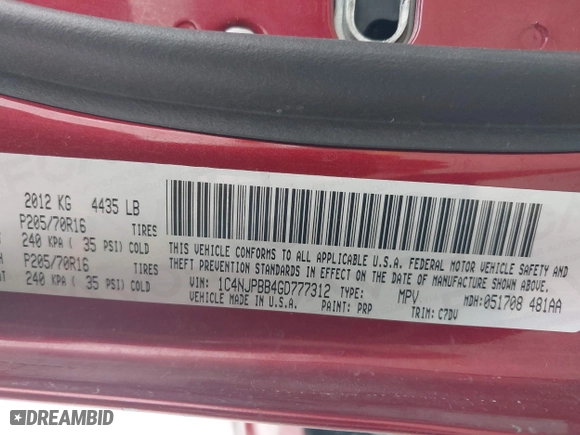 2012 KG 4435 LB
P205/70R16 TIRES
240 KPA ( 35 PSI) COLD
P205/70R16 TIRES
240 KPA ( 35 PSI) COLD
THIS VEHICLE CONFORMS TO ALL APPLICABLE U.S.A. FEDERAL MOTOR VEHICLE SAFETY AND
THEFT PREVENTION STANDARDS IN EFFECT ON THE DATE OF MANUFACTURE SHOWN ABOVE.
VIN: 1C4NJPBB4GD777312 TYPE: MPV MDH: 051708 481AA
VEHICLE MADE IN U.S.A. PAINT: PRP TRIM: C7DV
DREAMBID